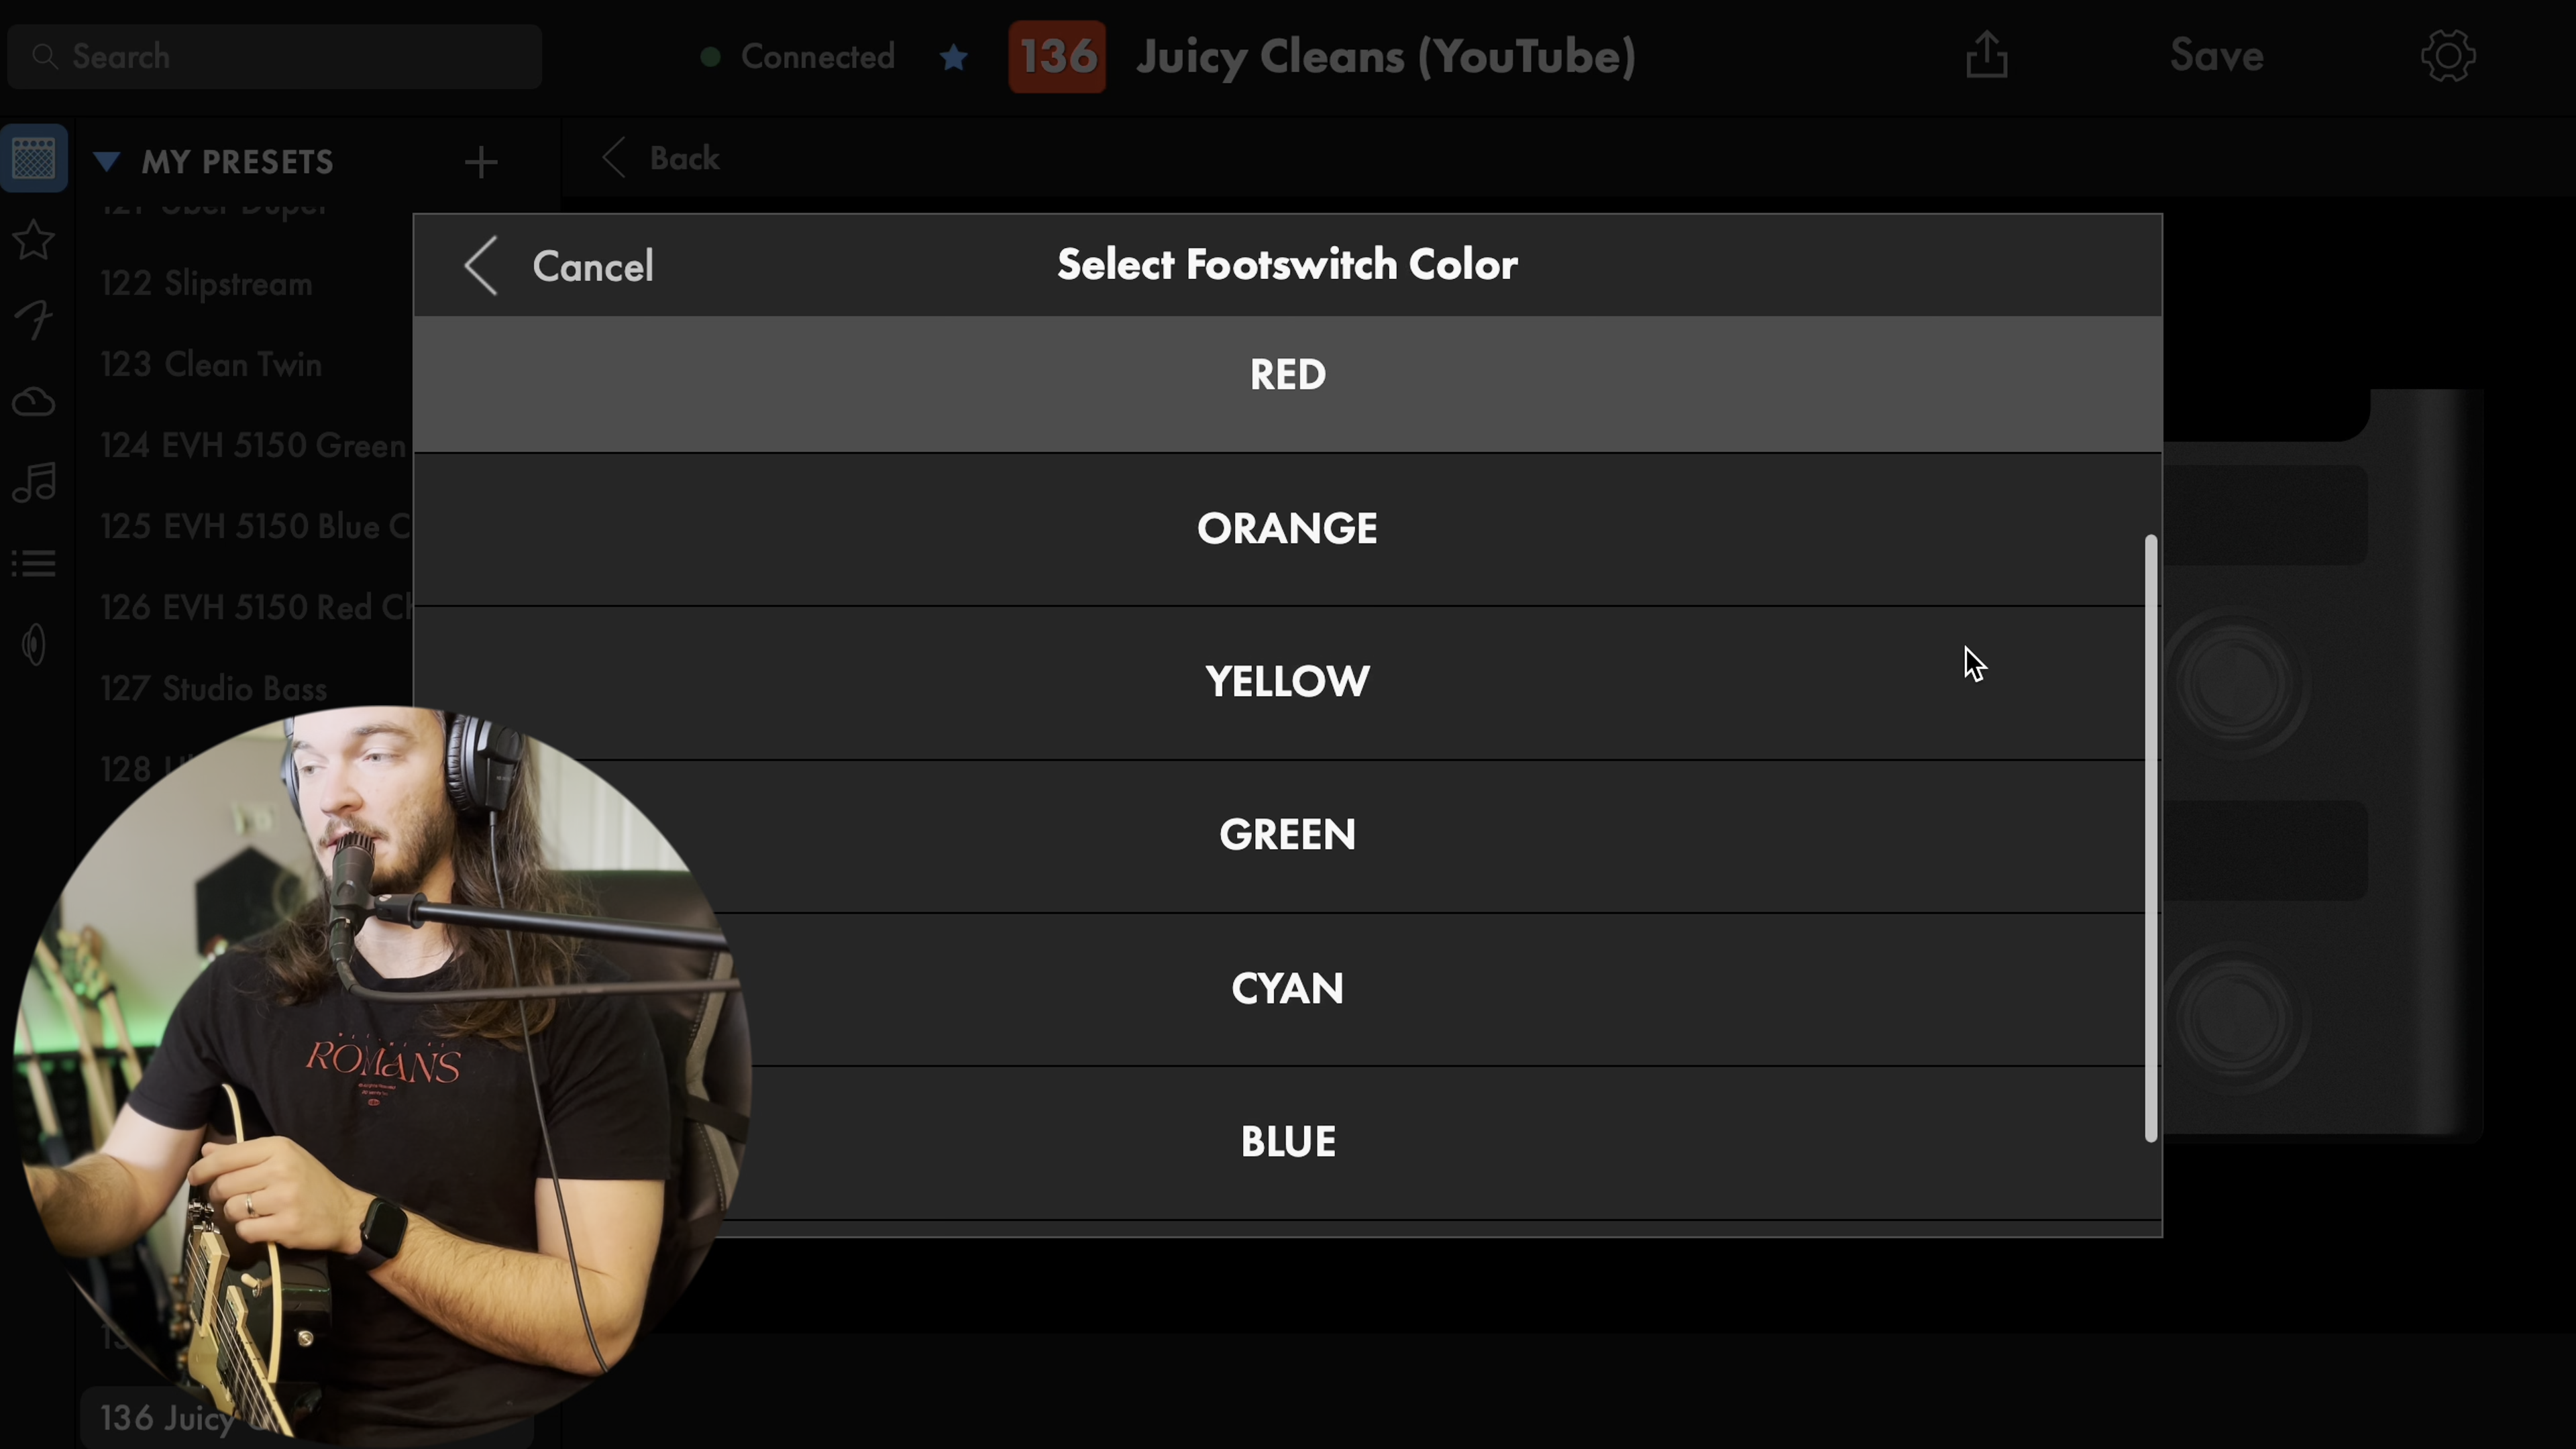 Search
Connected
136
Juicy Cleans (YouTube)
Save
MY PRESETS
Back
122 Slipstream
123 Clean Twin
124 EVH 5150 Green
125 EVH 5150 Blue C
126 EVH 5150 Red
127 Studio Bass
128
136 Juicy
Cancel
Select Footswitch Color
RED
ORANGE
YELLOW
GREEN
CYAN
BLUE
ROMANS